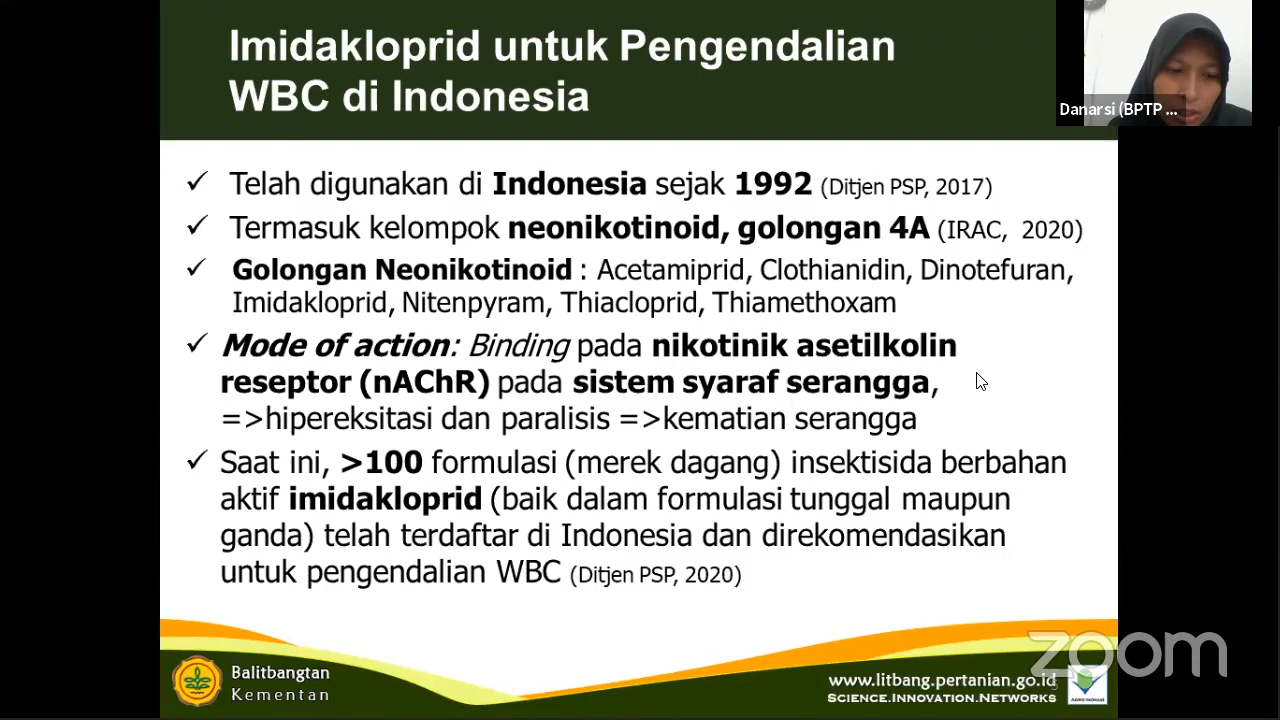 Imidakloprid untuk Pengendalian
WBC di Indonesia
Danarsi (BPTP ...
✓ Telah digunakan di Indonesia sejak 1992 (Ditjen PSP, 2017)
✓ Termasuk kelompok neonikotinoid, golongan 4A (IRAC, 2020)
✓ Golongan Neonikotinoid : Acetamiprid, Clothianidin, Dinotefuran,
Imidakloprid, Nitenpyram, Thiacloprid, Thiamethoxam
✓ Mode of action: Binding pada nikotinik asetilkolin
reseptor (nAChR) pada sistem syaraf serangga,
=>hipereksitasi dan paralisis =>kematian serangga
✓ Saat ini, >100 formulasi (merek dagang) insektisida berbahan
aktif imidakloprid (baik dalam formulasi tunggal maupun
ganda) telah terdaftar di Indonesia dan direkomendasikan
untuk pengendalian WBC (Ditjen PSP, 2020)
Balitbangtan
Kementan
www.litbang.pertanian.go.id
Science.Innovation.Networks
zoom
AGRO INOVASI